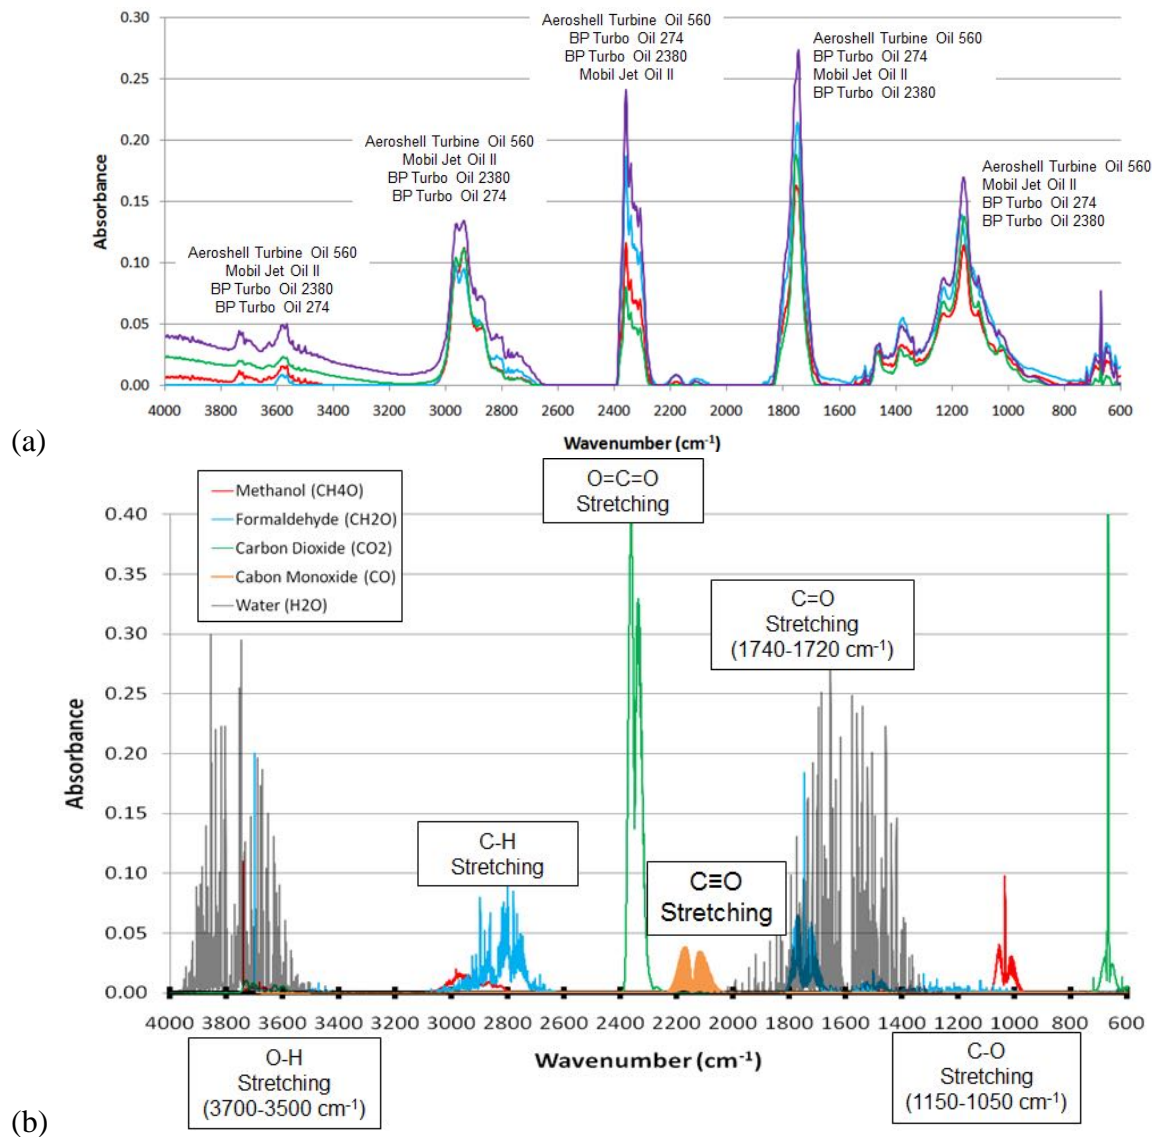 0.30
Aeroshell Turbine Oil 560
BP Turbo Oil 274
BP Turbo Oil 2380
Mobil Jet Oil II
Aeroshell Turbine Oil 560
BP Turbo Oil 274
Mobil Jet Oil II
BP Turbo Oil 2380
0.25
0.20
Aeroshell Turbine Oil 560
Mobil Jet Oil II
BP Turbo Oil 2380
BP Turbo Oil 274
Aeroshell Turbine Oil 560
Mobil Jet Oil II
BP Turbo Oil 274
BP Turbo Oil 2380
0.15
Absorbance
Aeroshell Turbine Oil 560
Mobil Jet Oil II
BP Turbo Oil 2380
BP Turbo Oil 274
0.10
0.05
0.00
4000 3800 3600 3400 3200 3000 2800 2600 2400 2200 2000 1800 1600 1400 1200 1000 800 600
Wavenumber (cm-1)
(a)
O=C=O
Stretching
Methanol (CH4O)
Formaldehyde (CH2O)
Carbon Dioxide (CO2)
Cabon Monoxide (CO)
Water (H2O)
0.40
0.35
0.30
C=O
Stretching
(1740-1720 cm-1)
0.25
Absorbance
0.20
0.15
C-H
Stretching
0.10
C≡O
Stretching
0.05
0.00
4000 3800 3600 3400 3200 3000 2800 2600 2400 2200 2000 1800 1600 1400 1200 1000 800 600
Wavenumber (cm-1)
O-H
Stretching
(3700-3500 cm-1)
C-O
Stretching
(1150-1050 cm-1)
(b)